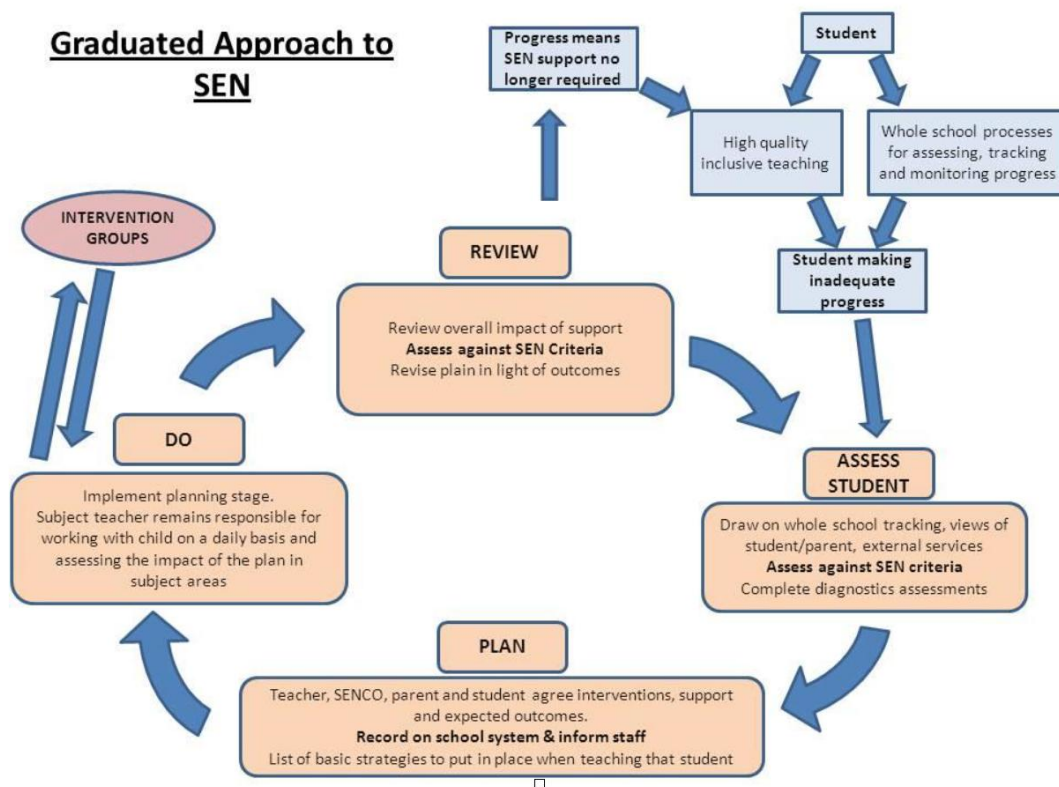 Graduated Approach to
SEN
Progress means
SEN support no
longer required
Student
High quality
inclusive teaching
Whole school processes
for assessing, tracking
and monitoring progress
Student making
inadequate
progress
INTERVENTION
GROUPS
REVIEW
Review overall impact of support
Assess against SEN Criteria
Revise plain in light of outcomes
DO
Implement planning stage.
Subject teacher remains responsible for
working with child on a daily basis and
assessing the impact of the plan in
subject areas
ASSESS
STUDENT
Draw on whole school tracking, views of
student/parent, external services
Assess against SEN criteria
Complete diagnostics assessments
PLAN
Teacher, SENCO, parent and student agree interventions, support
and expected outcomes.
Record on school system & inform staff
List of basic strategies to put in place when teaching that student